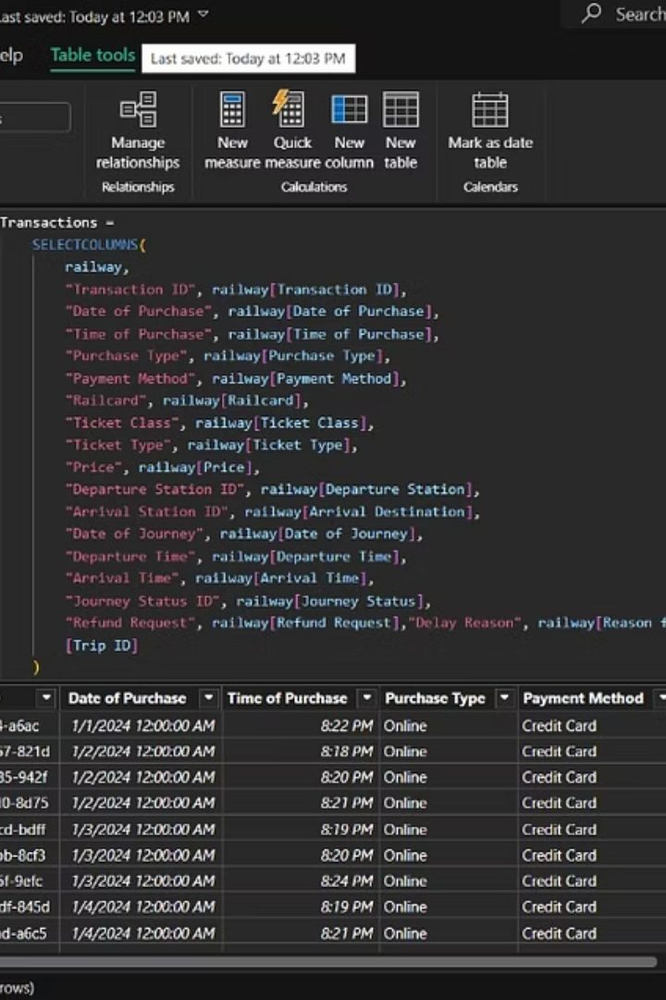 Last saved: Today at 12:03 PM
Search
Help
Table tools
Last saved: Today at 12:03 PM
s
Manage relationships
New measure
Quick measure
New column
New table
Mark as date table
Relationships
Calculations
Calendars
Transactions =
SELECTCOLUMNS(
railway,
"Transaction ID", railway[Transaction ID],
"Date of Purchase", railway[Date of Purchase],
"Time of Purchase", railway[Time of Purchase],
"Purchase Type", railway[Purchase Type],
"Payment Method", railway[Payment Method],
"Railcard", railway[Railcard],
"Ticket Class", railway[Ticket Class],
"Ticket Type", railway[Ticket Type],
"Price", railway[Price],
"Departure Station ID", railway[Departure Station],
"Arrival Station ID", railway[Arrival Destination],
"Date of Journey", railway[Date of Journey],
"Departure Time", railway[Departure Time],
"Arrival Time", railway[Arrival Time],
"Journey Status ID", railway[Journey Status],
"Refund Request", railway[Refund Request],"Delay Reason", railway[Reason f
[Trip ID]
)
Date of Purchase Time of Purchase Purchase Type Payment Method
-a6ac 1/1/2024 12:00:00 AM 8:22 PM Online Credit Card
57-821d 1/2/2024 12:00:00 AM 8:18 PM Online Credit Card
35-942f 1/2/2024 12:00:00 AM 8:20 PM Online Credit Card
0-8d75 1/2/2024 12:00:00 AM 8:21 PM Online Credit Card
cd-bdff 1/3/2024 12:00:00 AM 8:19 PM Online Credit Card
bb-8cf3 1/3/2024 12:00:00 AM 8:20 PM Online Credit Card
5f-9efc 1/3/2024 12:00:00 AM 8:24 PM Online Credit Card
df-845d 1/4/2024 12:00:00 AM 8:19 PM Online Credit Card
d-a6c5 1/4/2024 12:00:00 AM 8:21 PM Online Credit Card
rows)